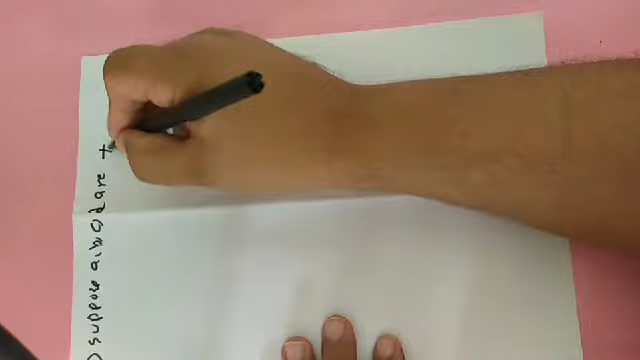 ) suppose a,b,c,d are t